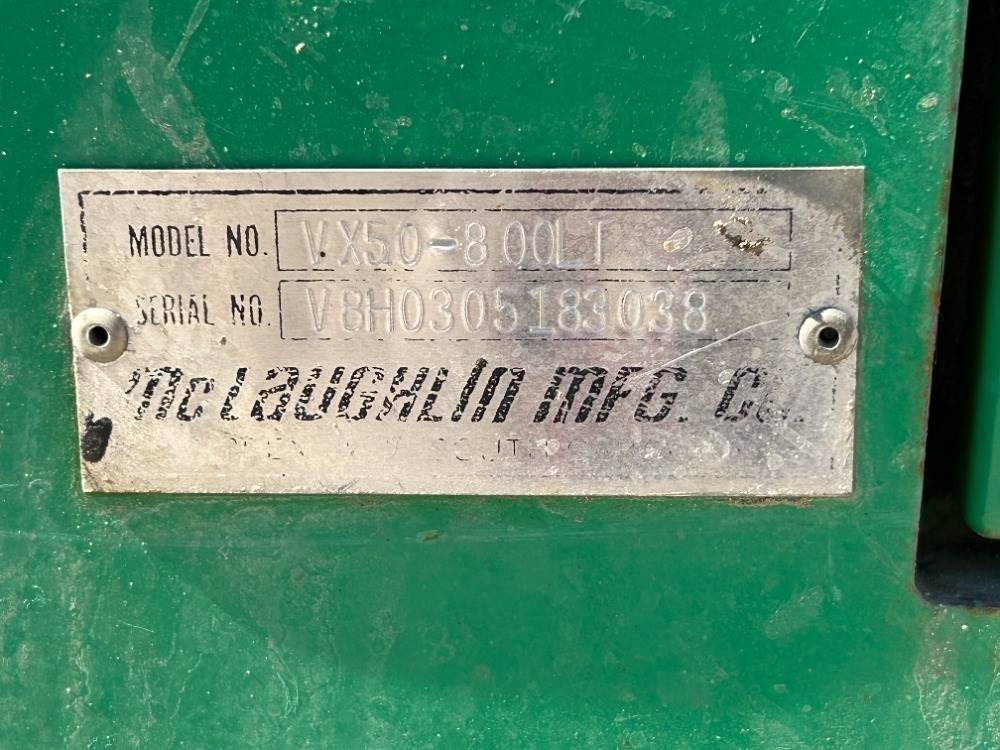 MODEL NO. VX50-800LT
SERIAL NO. V8H0305183038
McLAUGHLIN MFG. Co.